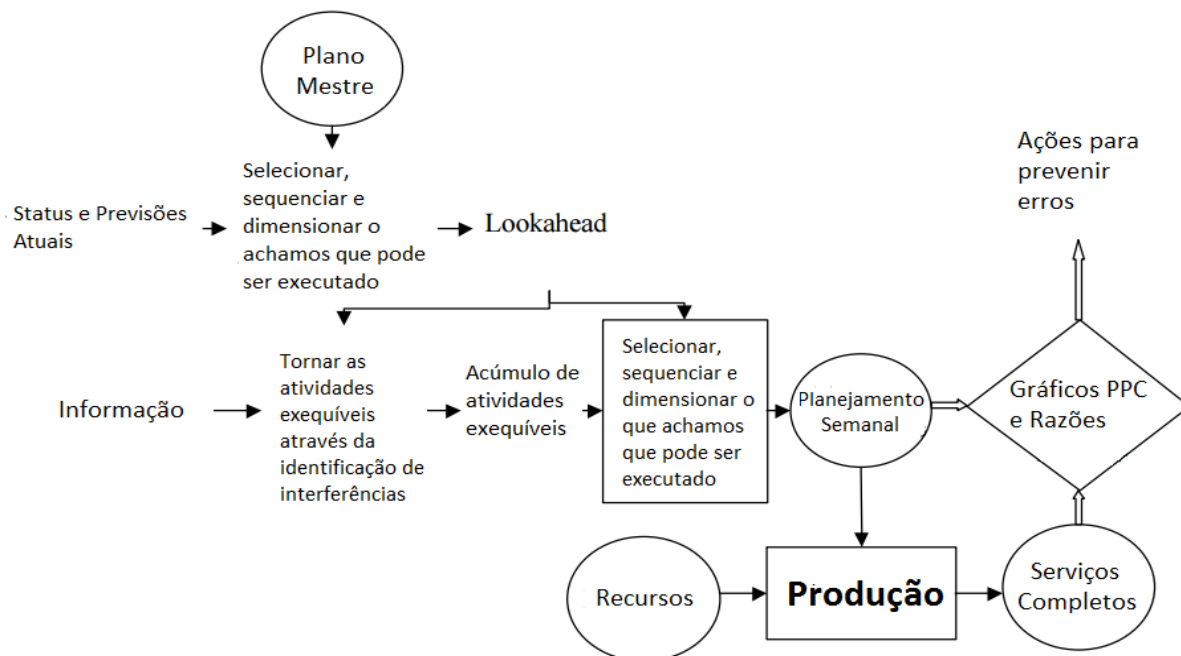 Plano
Mestre
Selecionar,
sequenciar e
dimensionar o
achamos que pode
ser executado
Status e Previsões
Atuais
Lookahead
Ações para
prevenir
erros
Informação
Tornar as
atividades
exequíveis
através da
identificação de
interferências
Acúmulo de
atividades
exequíveis
Selecionar,
sequenciar e
dimensionar o
que achamos
que pode ser
executado
Planejamento
Semanal
Gráficos PPC
e Razões
Recursos
Produção
Serviços
Completos